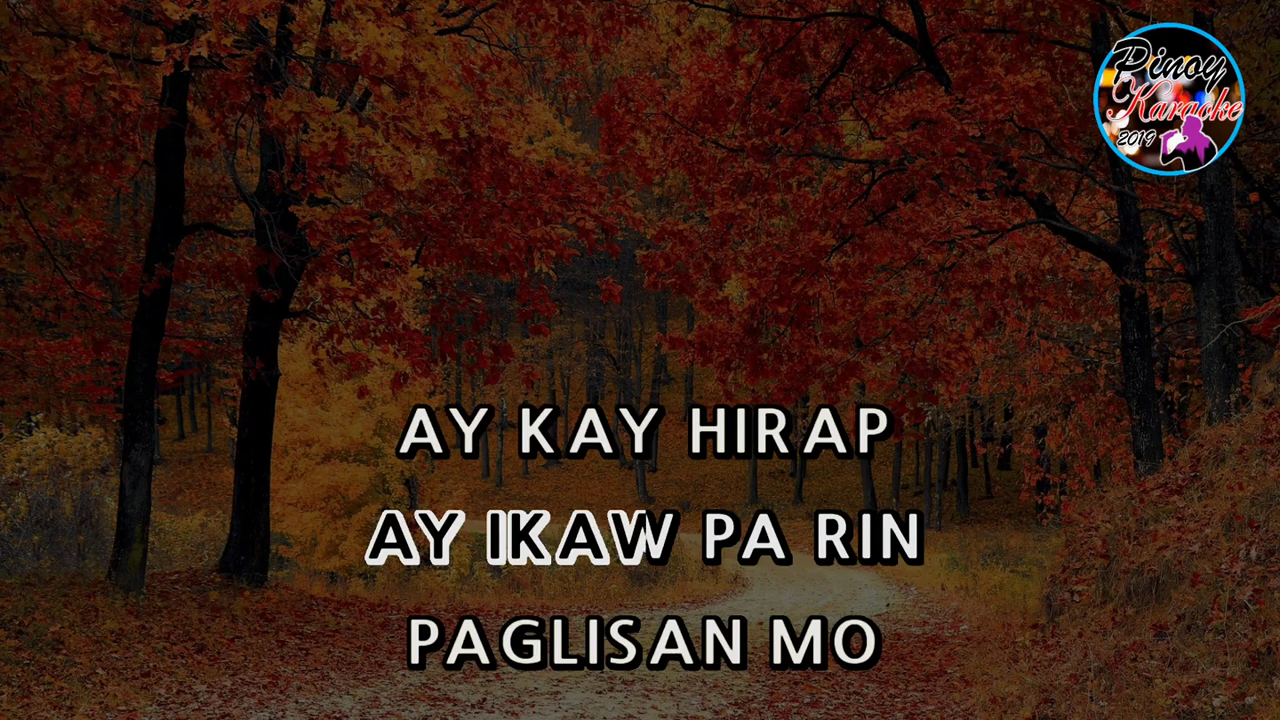 Pinoy
Karaoke
2019
AY KAY HIRAP
AY IKAW PA RIN
PAGLISAN MO